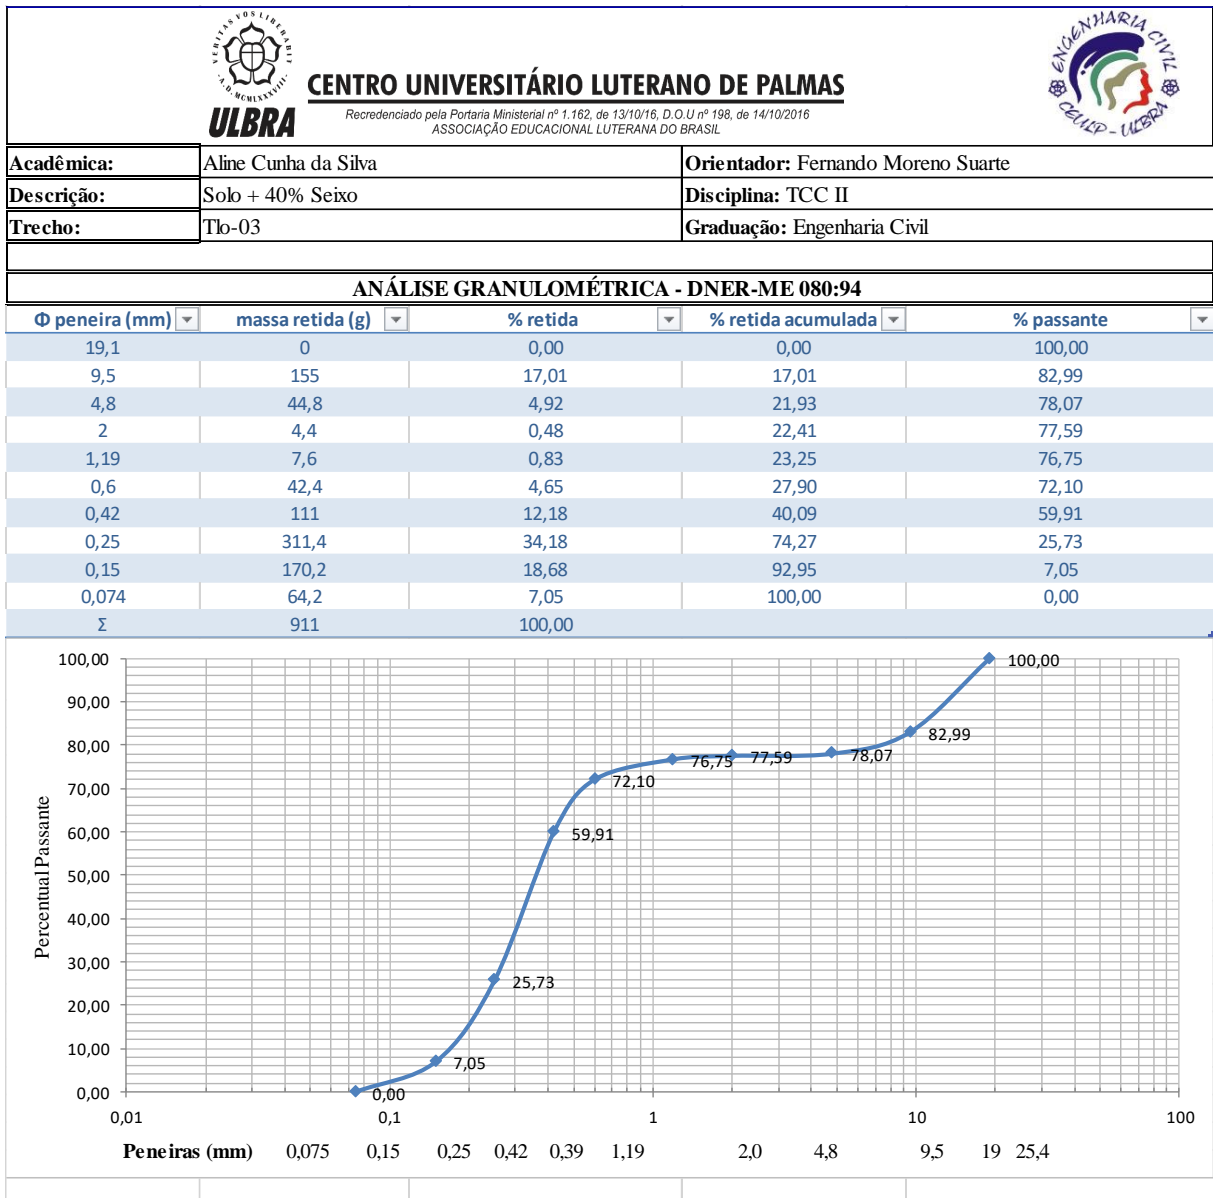 VERITAS VOS LIBERABIT
A.D. MCMLXXXVIII
ULBRA
CENTRO UNIVERSITÁRIO LUTERANO DE PALMAS
Recredenciado pela Portaria Ministerial nº 1.162, de 13/10/16, D.O.U nº 198, de 14/10/2016
ASSOCIAÇÃO EDUCACIONAL LUTERANA DO BRASIL
ENGENHARIA CIVIL
CEULP - ULBRA
Acadêmica: Aline Cunha da Silva Orientador: Fernando Moreno Suarte
Descrição: Solo + 40% Seixo Disciplina: TCC II
Trecho: Tlo-03 Graduação: Engenharia Civil
ANÁLISE GRANULOMÉTRICA - DNER-ME 080:94
Φ peneira (mm) massa retida (g) % retida % retida acumulada % passante
19,1 0 0,00 0,00 100,00
9,5 155 17,01 17,01 82,99
4,8 44,8 4,92 21,93 78,07
2 4,4 0,48 22,41 77,59
1,19 7,6 0,83 23,25 76,75
0,6 42,4 4,65 27,90 72,10
0,42 111 12,18 40,09 59,91
0,25 311,4 34,18 74,27 25,73
0,15 170,2 18,68 92,95 7,05
0,074 64,2 7,05 100,00 0,00
Σ 911 100,00
Percentual Passante
100,00
90,00
80,00
70,00
60,00
50,00
40,00
30,00
20,00
10,00
0,00
100,00
82,99
78,07
77,59
76,75
72,10
59,91
25,73
7,05
0,00
0,01 0,1 1 10 100
Peneiras (mm) 0,075 0,15 0,25 0,42 0,39 1,19 2,0 4,8 9,5 19 25,4